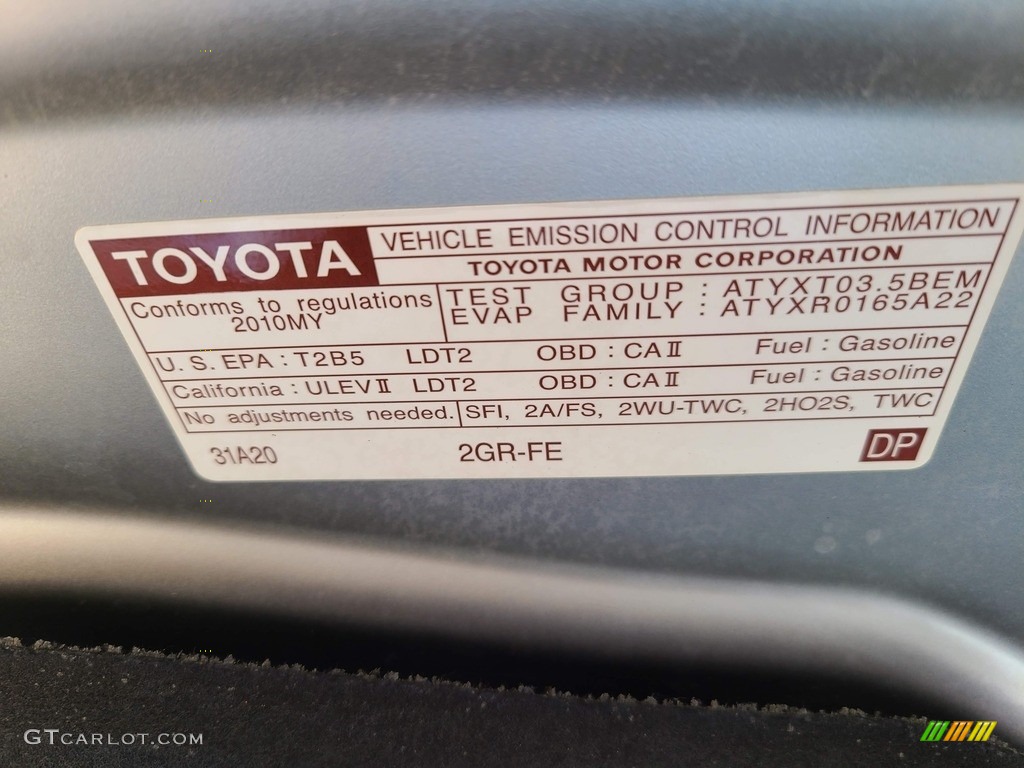 TOYOTA VEHICLE EMISSION CONTROL INFORMATION
TOYOTA MOTOR CORPORATION
Conforms to regulations
2010MY
TEST GROUP : ATYXT03.5BEM
EVAP FAMILY : ATYXR0165A22
U.S. EPA : T2B5 LDT2 OBD : CAⅡ Fuel : Gasoline
California : ULEVⅡ LDT2 OBD : CAⅡ Fuel : Gasoline
No adjustments needed. SFI, 2A/FS, 2WU-TWC, 2HO2S, TWC
31A20 2GR-FE DP
GTCARLOT.COM